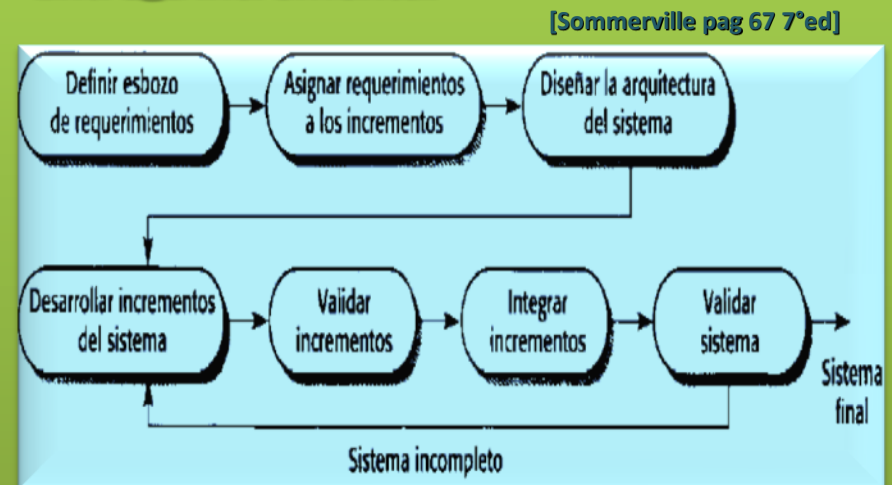 [Sommerville pag 67 7°ed]
Definir esbozo
de requerimientos
Asignar requerimientos
a los incrementos
Diseñar la arquitectura
del sistema
Desarrollar incrementos
del sistema
Validar
incrementos
Integrar
incrementos
Validar
sistema
Sistema
final
Sistema incompleto